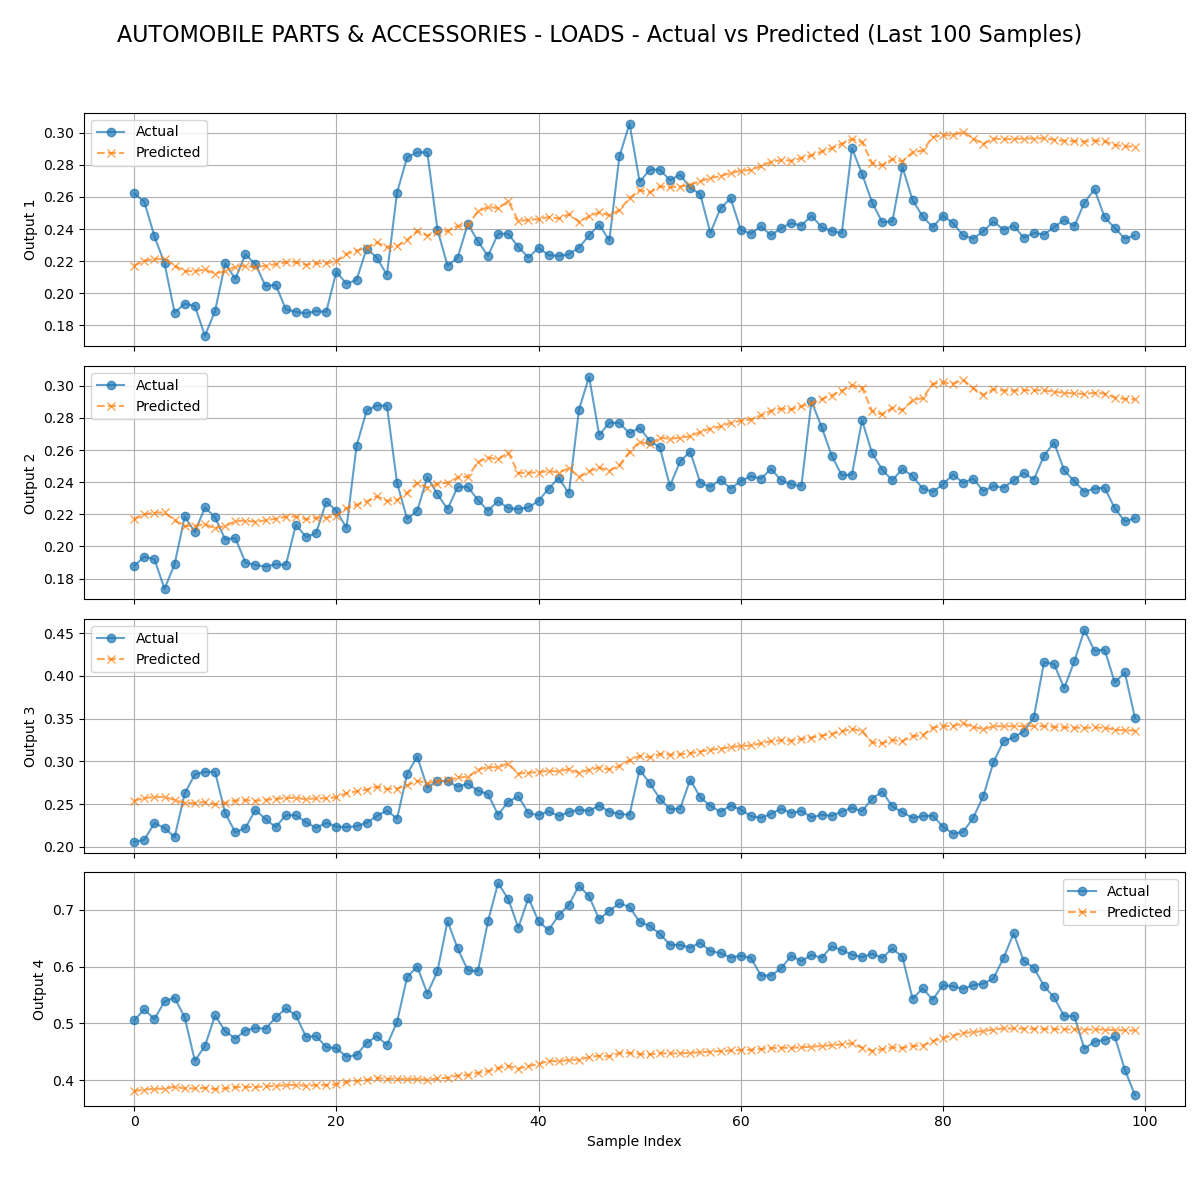 AUTOMOBILE PARTS & ACCESSORIES - LOADS - Actual vs Predicted (Last 100 Samples)
Output 1
0.30
0.28
0.26
0.24
0.22
0.20
0.18
Actual
Predicted
Output 2
0.30
0.28
0.26
0.24
0.22
0.20
0.18
Actual
Predicted
Output 3
0.45
0.40
0.35
0.30
0.25
0.20
Actual
Predicted
Output 4
0.7
0.6
0.5
0.4
Actual
Predicted
0 20 40 60 80 100
Sample Index